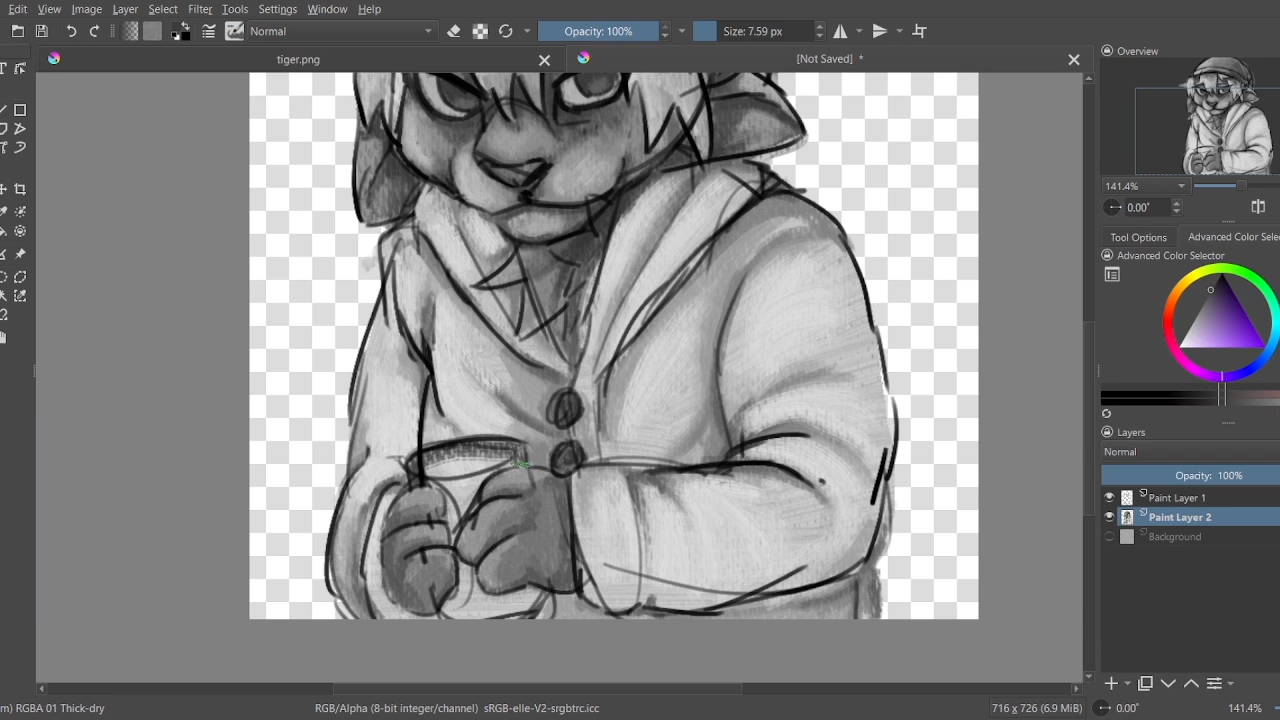 Edit View Image Layer Select Filter Tools Settings Window Help
Normal
Opacity: 100%
Size: 7.59 px
tiger.png
[Not Saved] *
Overview
141.4%
0.00°
Tool Options
Advanced Color Sele
Advanced Color Selector
Layers
Normal
Opacity: 100%
Paint Layer 1
Paint Layer 2
Background
m) RGBA 01 Thick-dry
RGB/Alpha (8-bit integer/channel) sRGB-elle-V2-srgbtrc.icc
716 x 726 (6.9 MiB)
0.00°
141.4%